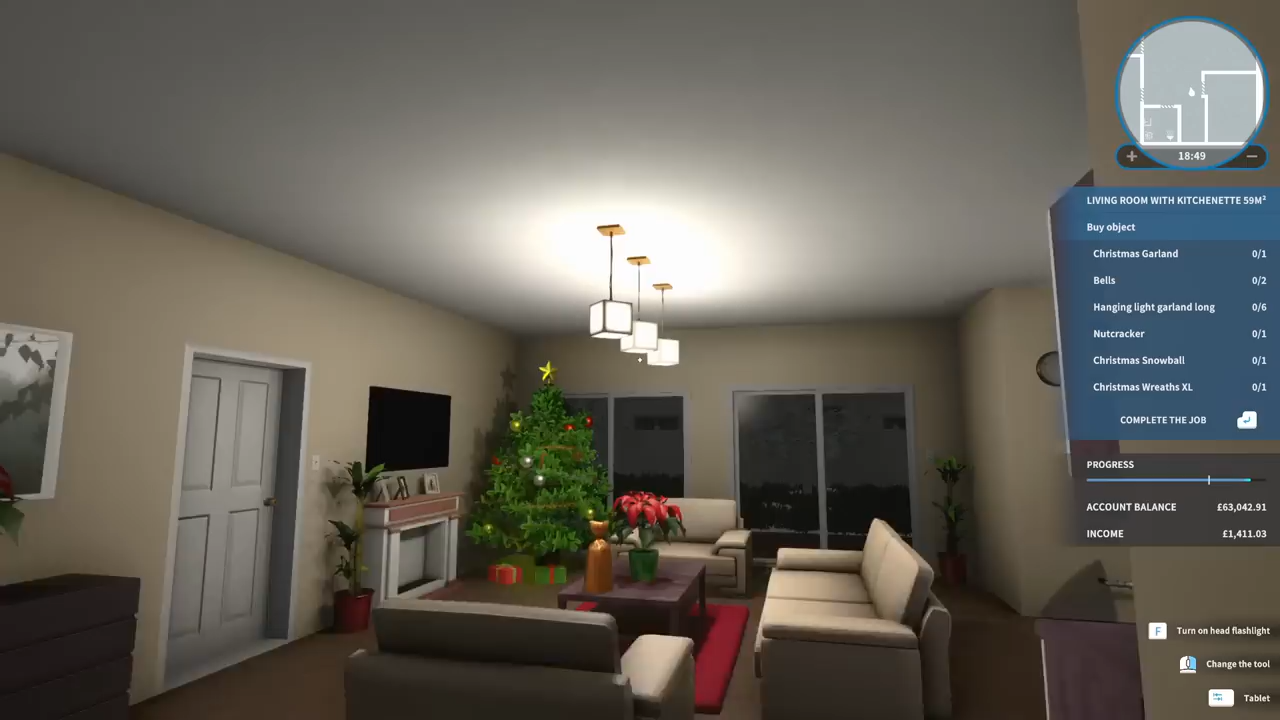 18:49
LIVING ROOM WITH KITCHENETTE 59M²
Buy object
Christmas Garland 0/1
Bells 0/2
Hanging light garland long 0/6
Nutcracker 0/1
Christmas Snowball 0/1
Christmas Wreaths XL 0/1
COMPLETE THE JOB
PROGRESS
ACCOUNT BALANCE £63,042.91
INCOME £1,411.03
F Turn on head flashlight
Change the tool
Tablet